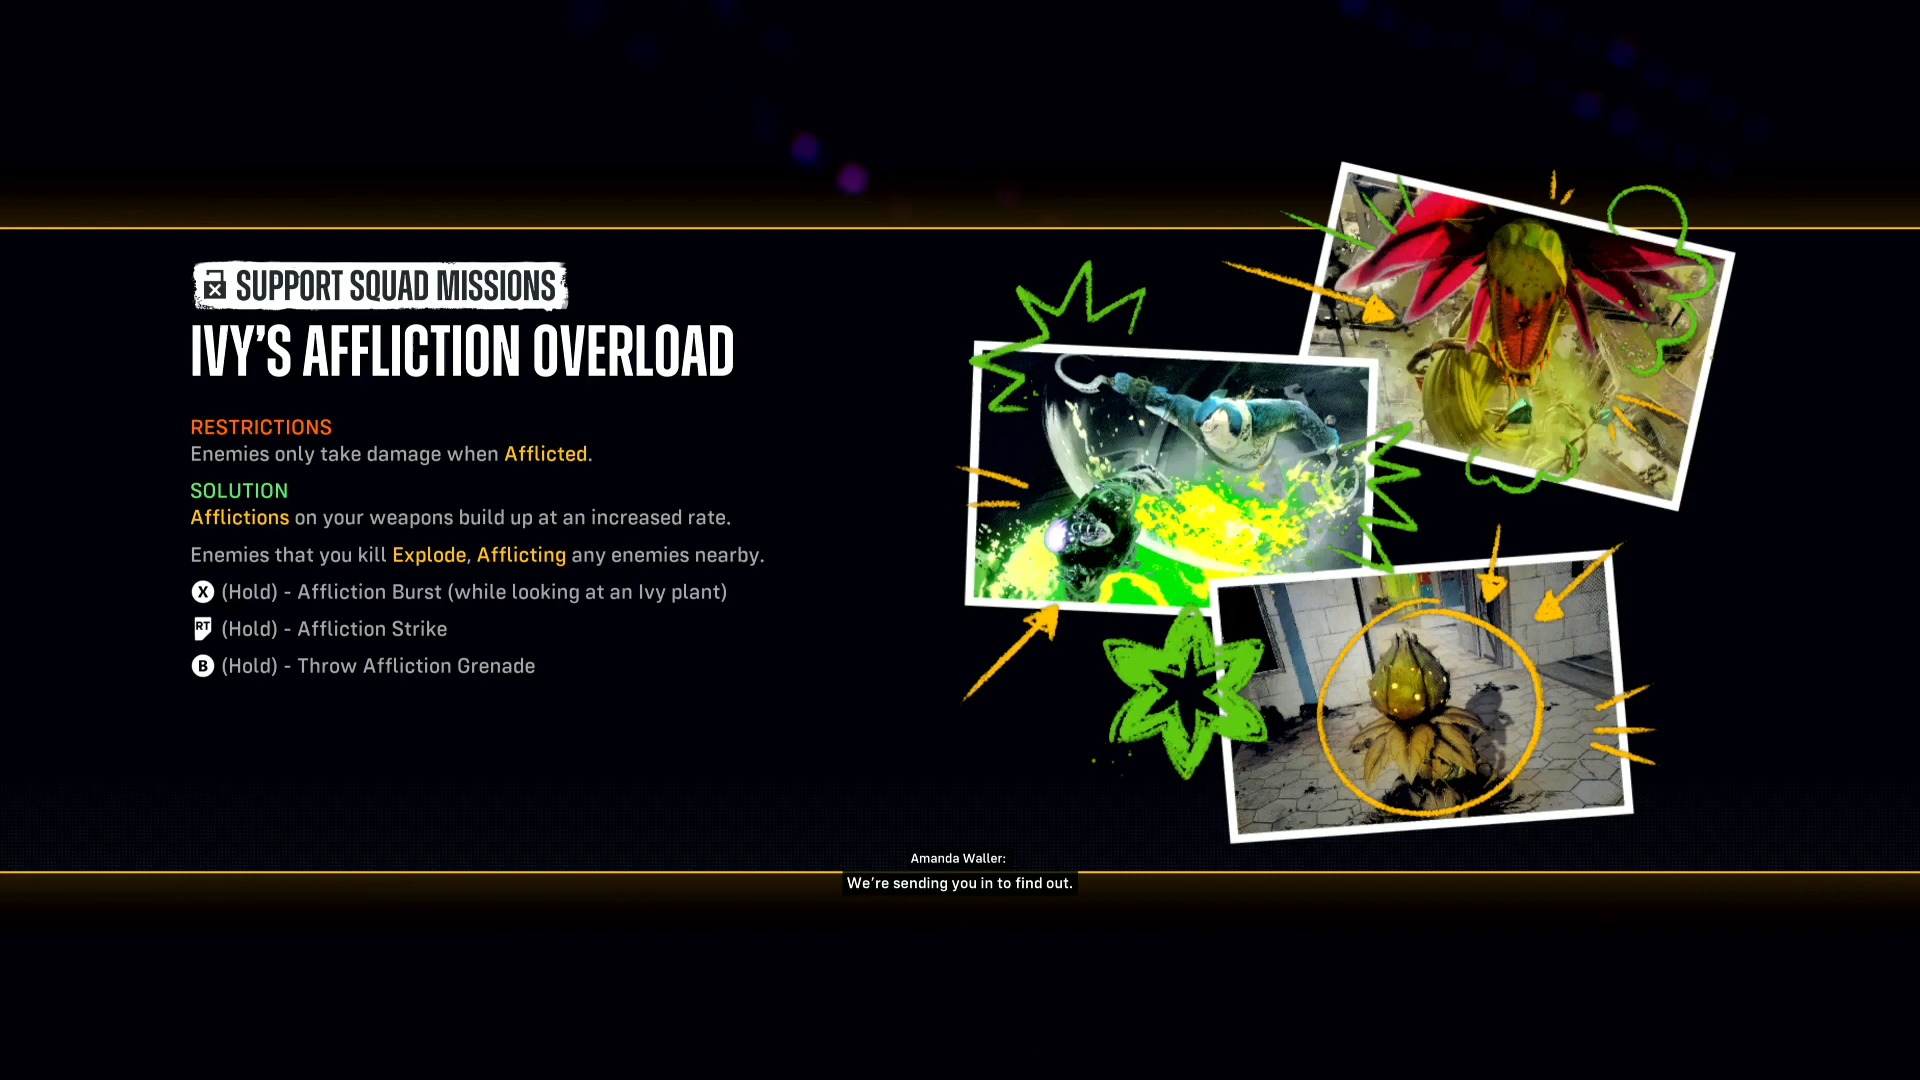 SUPPORT SQUAD MISSIONS
IVY'S AFFLICTION OVERLOAD
RESTRICTIONS
Enemies only take damage when Afflicted.
SOLUTION
Afflictions on your weapons build up at an increased rate.
Enemies that you kill Explode, Afflicting any enemies nearby.
X (Hold) - Affliction Burst (while looking at an Ivy plant)
RT (Hold) - Affliction Strike
B (Hold) - Throw Affliction Grenade
Amanda Waller:
We're sending you in to find out.